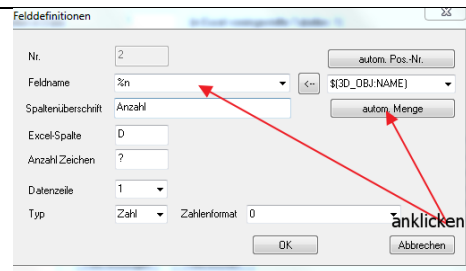 Felddefinitionen
Nr. 2 autom. Pos.-Nr.
Feldname %n <-- $(3D_OBJ:NAME)
Spaltenüberschrift Anzahl autom. Menge
Excel-Spalte D
Anzahl Zeichen ?
Datenzeile 1
Typ Zahl Zahlenformat 0
anklicken
OK Abbrechen